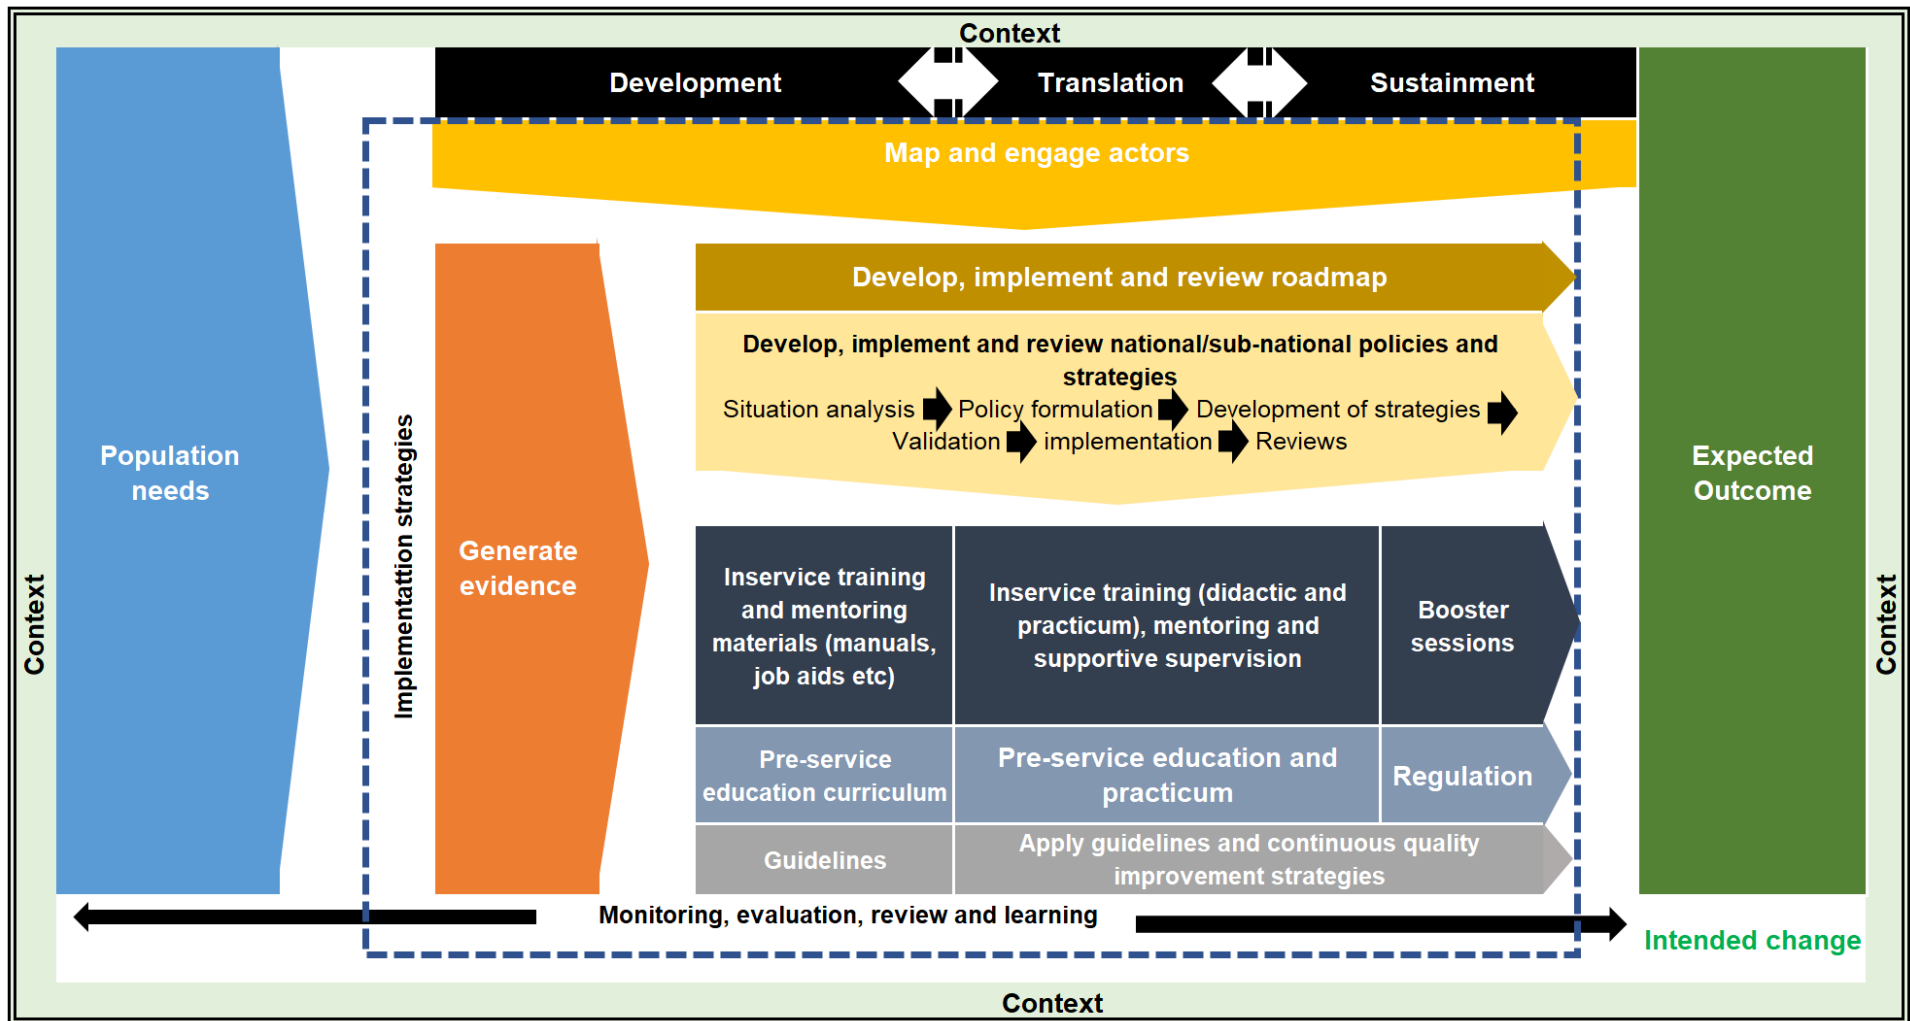 Context
Development
Translation
Sustainment
Map and engage actors
Develop, implement and review roadmap
Develop, implement and review national/sub-national policies and
strategies
Situation analysis
Policy formulation
Development of strategies
Validation
implementation
Reviews
Population
needs
Implementattion strategies
Generate
evidence
Expected
Outcome
Inservice training
and mentoring
materials (manuals,
job aids etc)
Inservice training (didactic and
practicum), mentoring and
supportive supervision
Booster
sessions
Pre-service
education curriculum
Pre-service education and
practicum
Regulation
Guidelines
Apply guidelines and continuous quality
improvement strategies
Context
Context
Monitoring, evaluation, review and learning
Intended change
Context